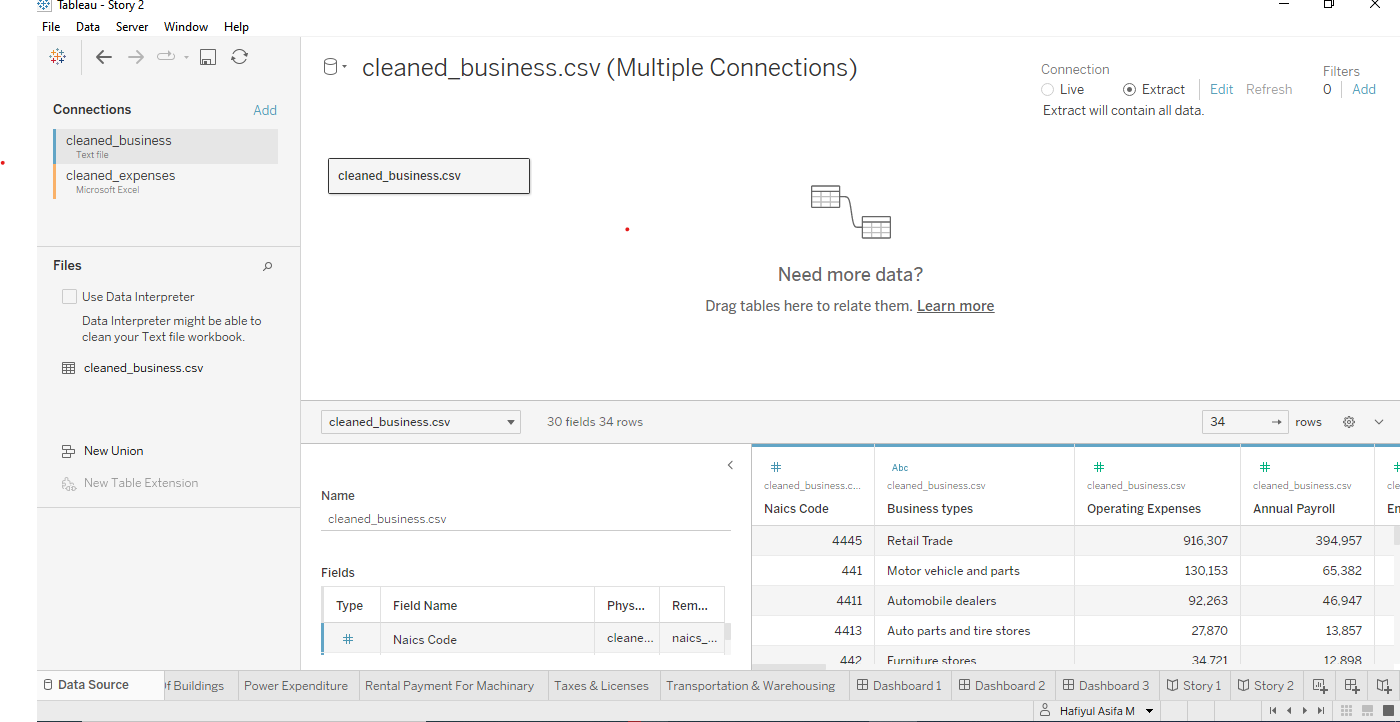 Tableau - Story 2
File Data Server Window Help
cleaned_business.csv (Multiple Connections)
Connection
Live Extract Edit Refresh
Extract will contain all data.
Filters
0 Add
Connections Add
cleaned_business
Text file
cleaned_expenses
Microsoft Excel
cleaned_business.csv
Need more data?
Drag tables here to relate them. Learn more
Files
Use Data Interpreter
Data Interpreter might be able to
clean your Text file workbook.
cleaned_business.csv
New Union
New Table Extension
cleaned_business.csv 30 fields 34 rows 34 rows
Name
cleaned_business.csv
Fields
Type Field Name Phys... Rem...
# Naics Code cleane... naics_...
# Abc # #
cleaned_business.c... cleaned_business.csv cleaned_business.csv cleaned_business.csv cle
Naics Code Business types Operating Expenses Annual Payroll En
4445 Retail Trade 916,307 394,957
441 Motor vehicle and parts 130,153 65,382
4411 Automobile dealers 92,263 46,947
4413 Auto parts and tire stores 27,870 13,857
442 Furniture stores 34,721 12,898
Data Source of Buildings Power Expenditure Rental Payment For Machinery Taxes & Licenses Transportation & Warehousing Dashboard 1 Dashboard 2 Dashboard 3 Story 1 Story 2
Hafiyul Asifa M